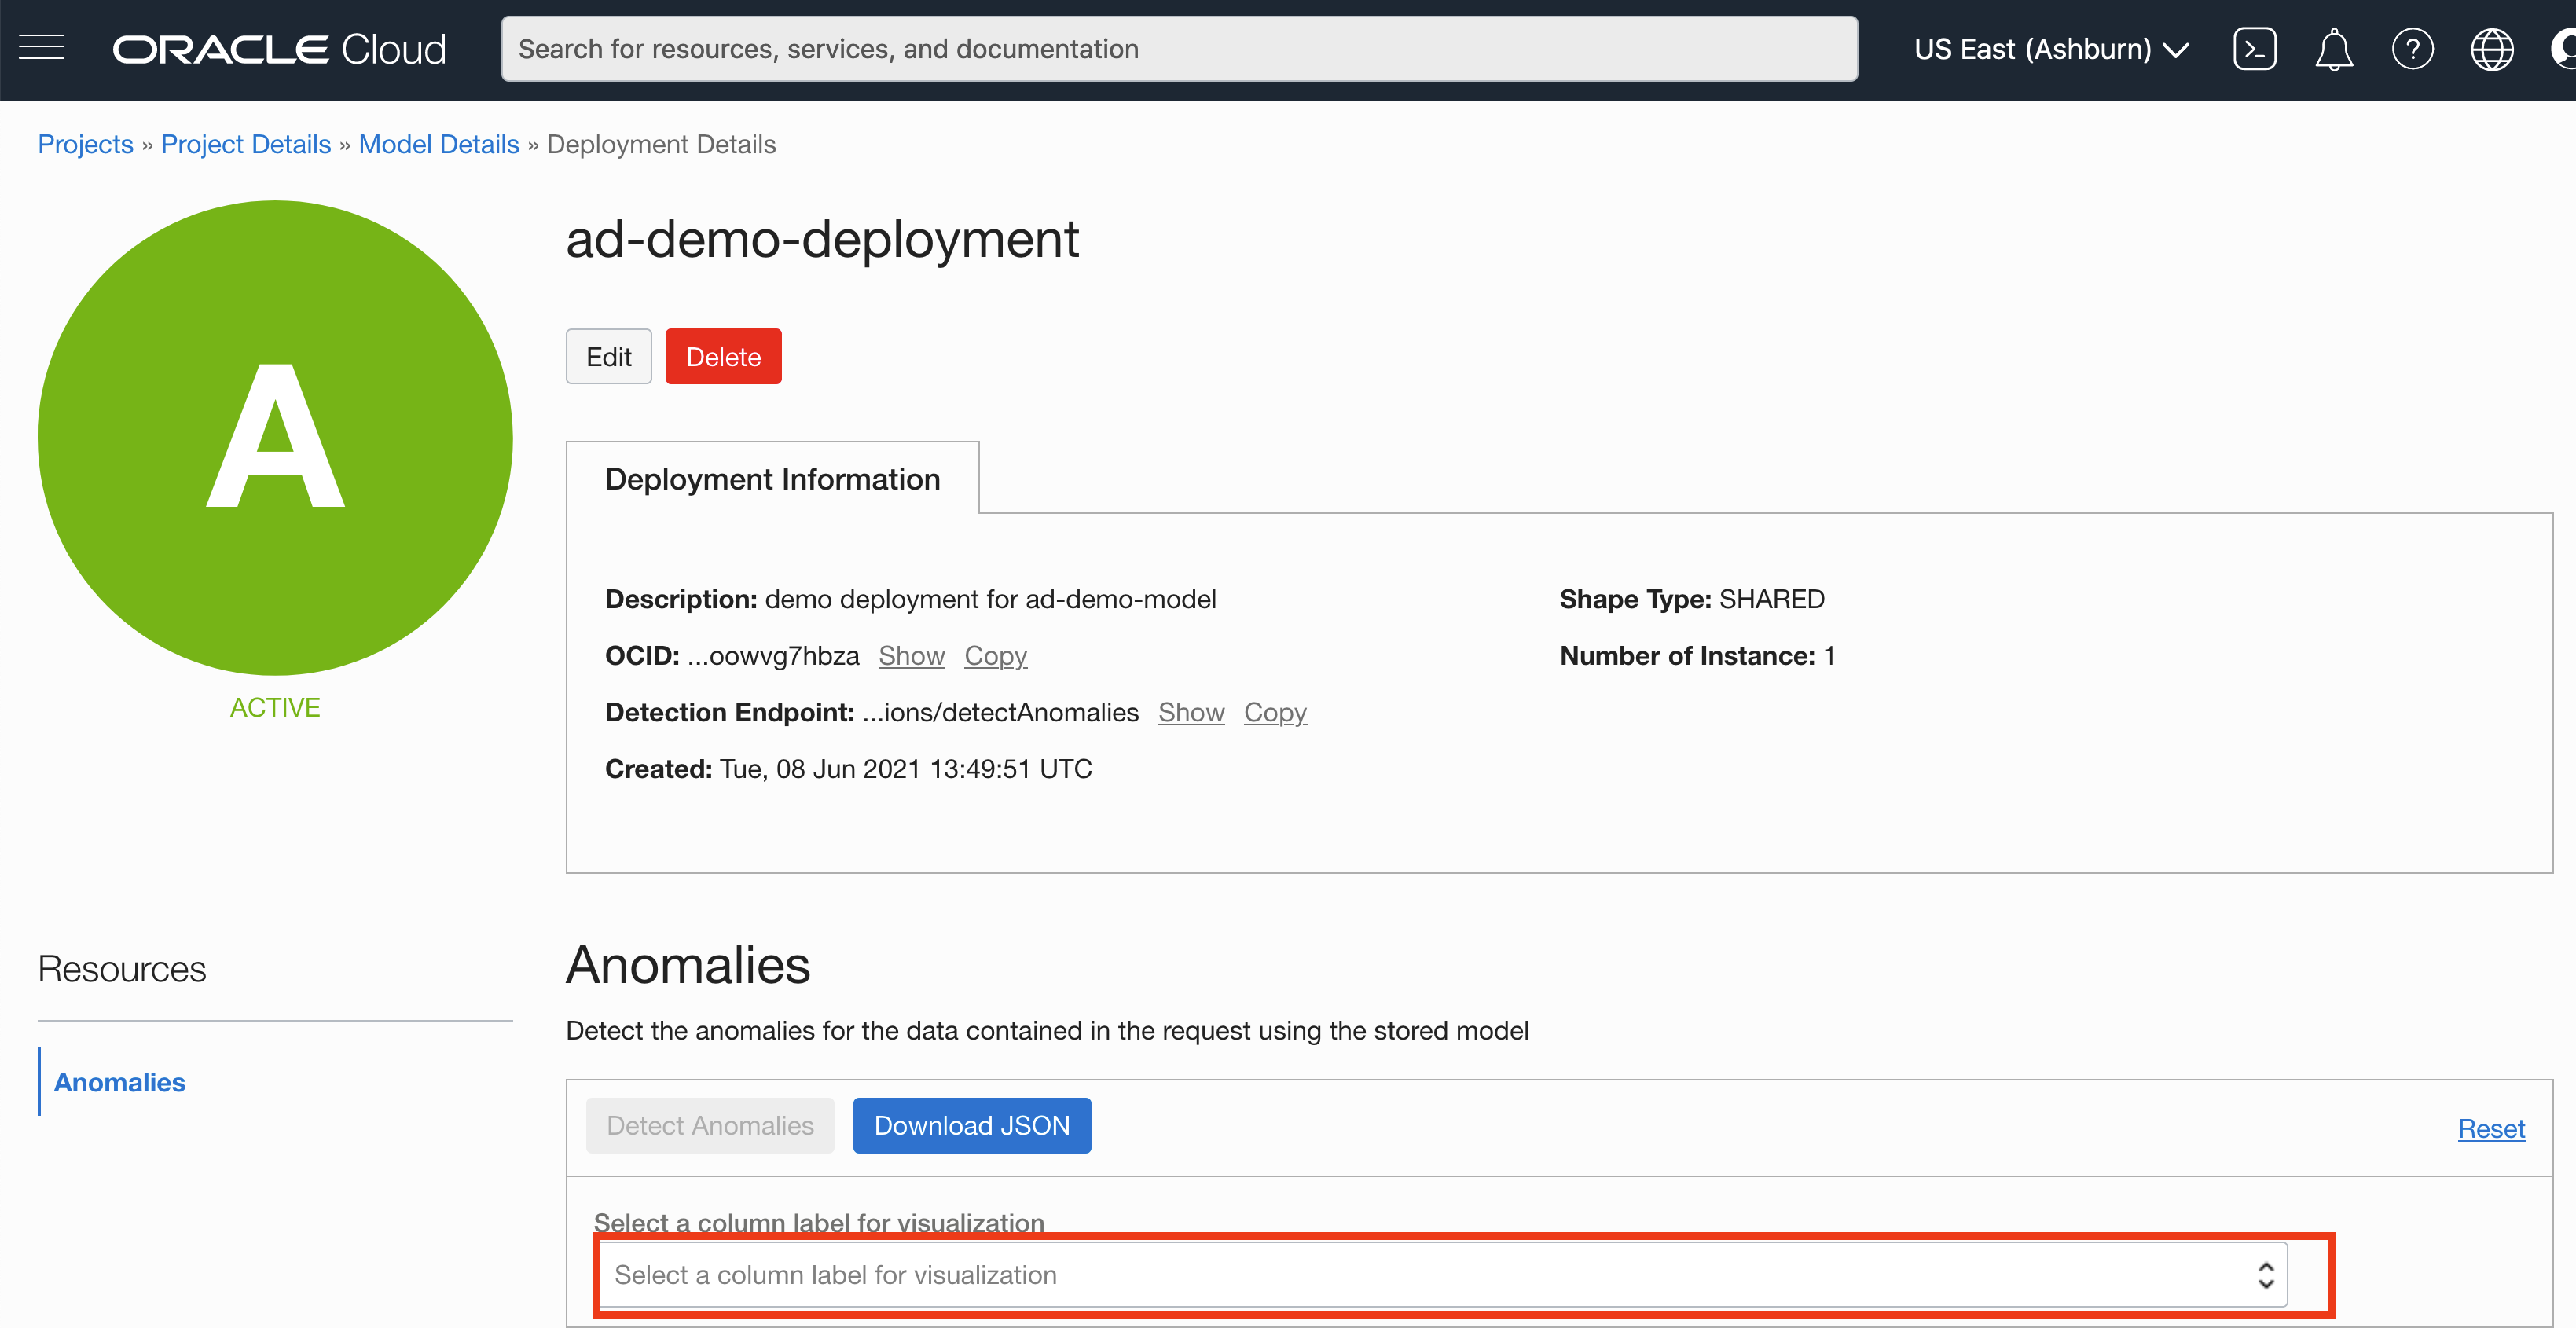 ORACLE Cloud
Search for resources, services, and documentation
US East (Ashburn)
Projects » Project Details » Model Details » Deployment Details
A
ACTIVE
ad-demo-deployment
Edit
Delete
Deployment Information
Description: demo deployment for ad-demo-model
OCID: ...oowvg7hbza Show Copy
Detection Endpoint: ...ions/detectAnomalies Show Copy
Created: Tue, 08 Jun 2021 13:49:51 UTC
Shape Type: SHARED
Number of Instance: 1
Resources
Anomalies
Anomalies
Detect the anomalies for the data contained in the request using the stored model
Detect Anomalies
Download JSON
Reset
Select a column label for visualization
Select a column label for visualization